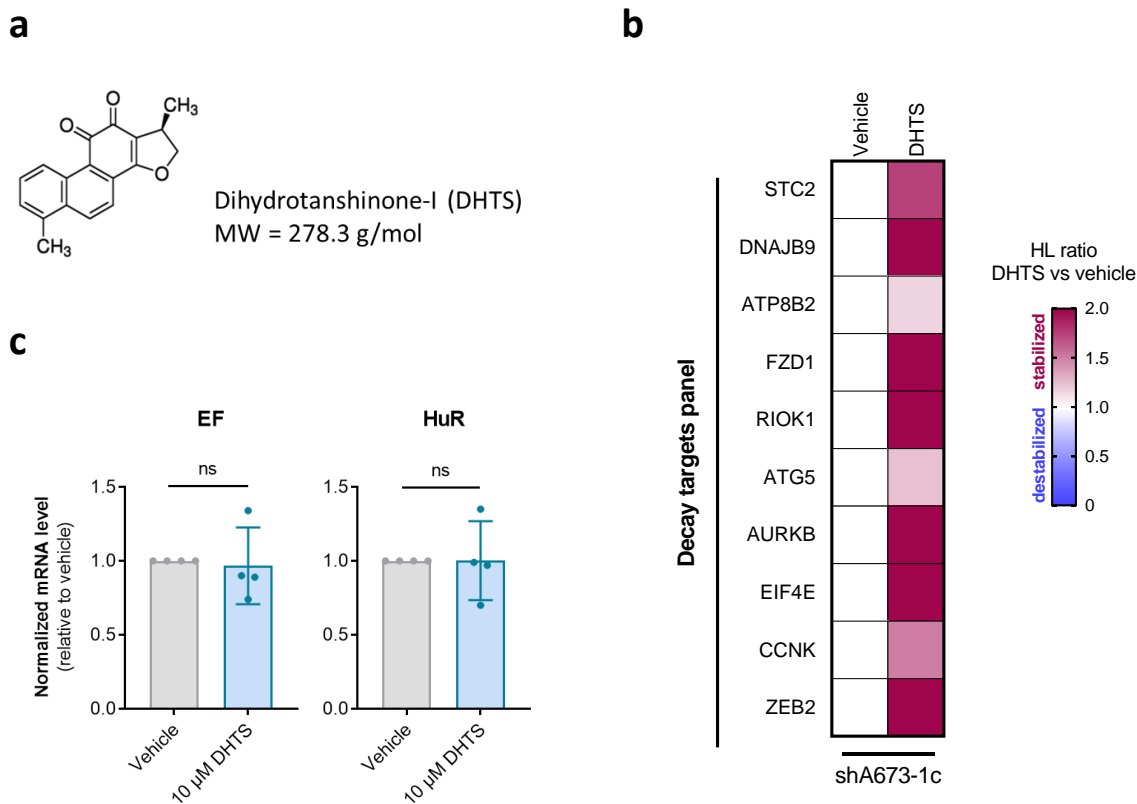 a
O
O
CH3
O
CH3
Dihydrotanshinone-I (DHTS)
MW = 278.3 g/mol
b
Vehicle
DHTS
STC2
DNAJB9
ATP8B2
FZD1
RIOK1
ATG5
AURKB
EIF4E
CCNK
ZEB2
Decay targets panel
shA673-1c
HL ratio
DHTS vs vehicle
stabilized
destabilized
2.0
1.5
1.0
0.5
0
c
EF
ns
1.5
1.0
0.5
0.0
Normalized mRNA level
(relative to vehicle)
Vehicle
10 µM DHTS
HuR
ns
1.5
1.0
0.5
0.0
Vehicle
10 µM DHTS